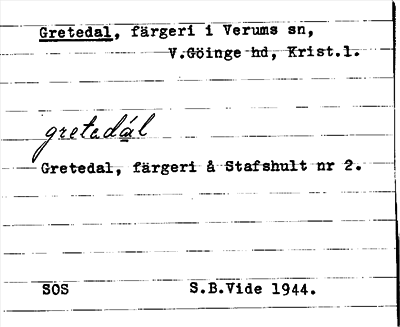 Gretedal, färgeri i Verums sn,
V.Göinge hd, Krist.l.
gretedál
Gretedal, färgeri å Stafshult nr 2.
SOS S.B.Vide 1944.